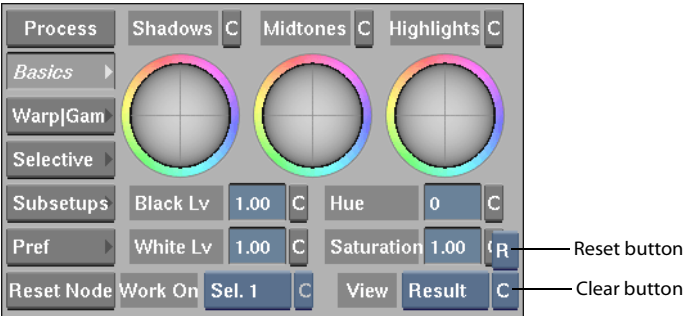 Process Shadows C Midtones C Highlights C
Basics
Warp|Gam
Selective
Subsetups Black Lv 1.00 C Hue 0 C
Pref White Lv 1.00 C Saturation 1.00 R Reset button
Reset Node Work On Sel. 1 C View Result C Clear button